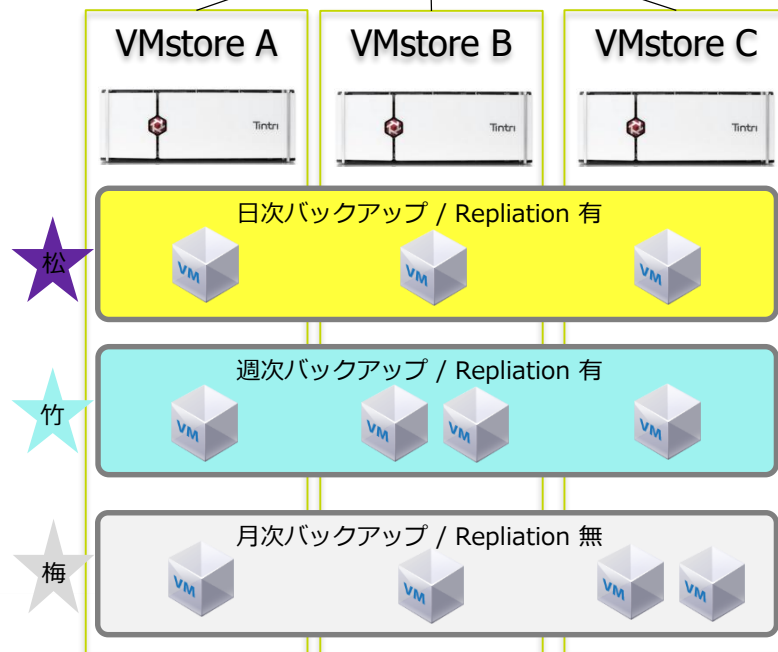 VMstore A VMstore B VMstore C
Tintri Tintri Tintri
日次バックアップ / Repliation 有
松
VM VM VM
週次バックアップ / Repliation 有
竹
VM VM VM VM
月次バックアップ / Repliation 無
梅
VM VM VM VM